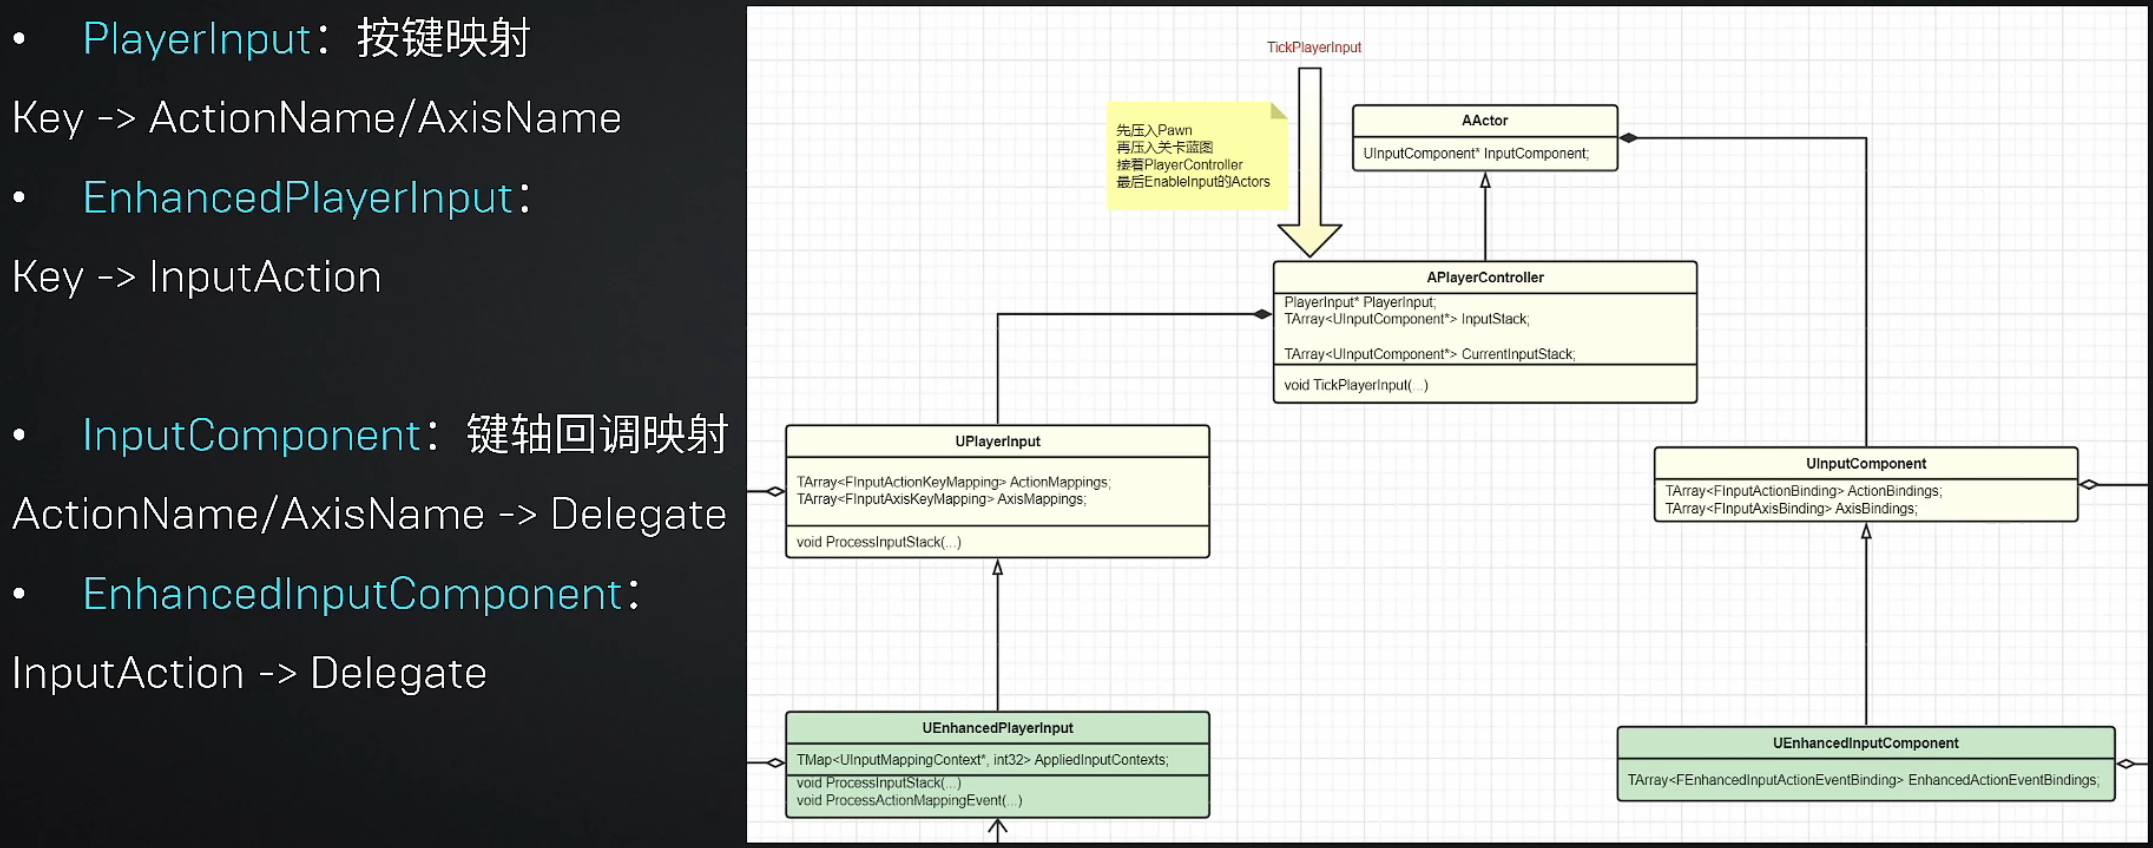 • PlayerInput：按键映射
Key -> ActionName/AxisName
• EnhancedPlayerInput：
Key -> InputAction
• InputComponent：键轴回调映射
ActionName/AxisName -> Delegate
• EnhancedInputComponent：
InputAction -> Delegate
TickPlayerInput
先压入Pawn
再压入关卡蓝图
接着PlayerController
最后EnableInput的Actors
AActor
UInputComponent* InputComponent;
APlayerController
PlayerInput* PlayerInput;
TArray<UInputComponent*> InputStack;
TArray<UInputComponent*> CurrentInputStack;
void TickPlayerInput(...)
UPlayerInput
TArray<FInputActionKeyMapping> ActionMappings;
TArray<FInputAxisKeyMapping> AxisMappings;
void ProcessInputStack(...)
UInputComponent
TArray<FInputActionBinding> ActionBindings;
TArray<FInputAxisBinding> AxisBindings;
UEnhancedPlayerInput
TMap<UInputMappingContext*, int32> AppliedInputContexts;
void ProcessInputStack(...)
void ProcessActionMappingEvent(...)
UEnhancedInputComponent
TArray<FEnhancedInputActionEventBinding> EnhancedActionEventBindings;